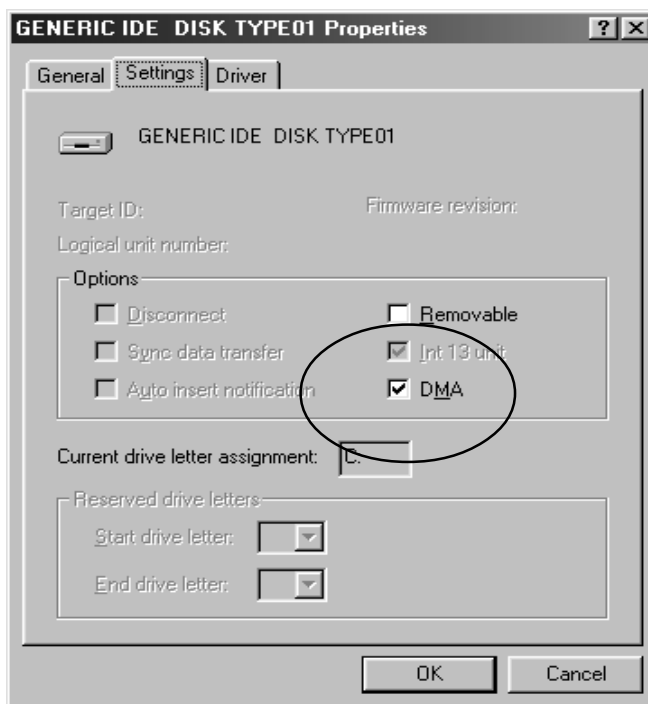 GENERIC IDE  DISK TYPE01 Properties
General Settings Driver
GENERIC IDE  DISK TYPE01
Target ID: Firmware revision:
Logical unit number:
Options
Disconnect Removable
Sync data transfer Int 13 unit
Auto insert notification DMA
Current drive letter assignment: C:
Reserved drive letters
Start drive letter:
End drive letter:
OK Cancel